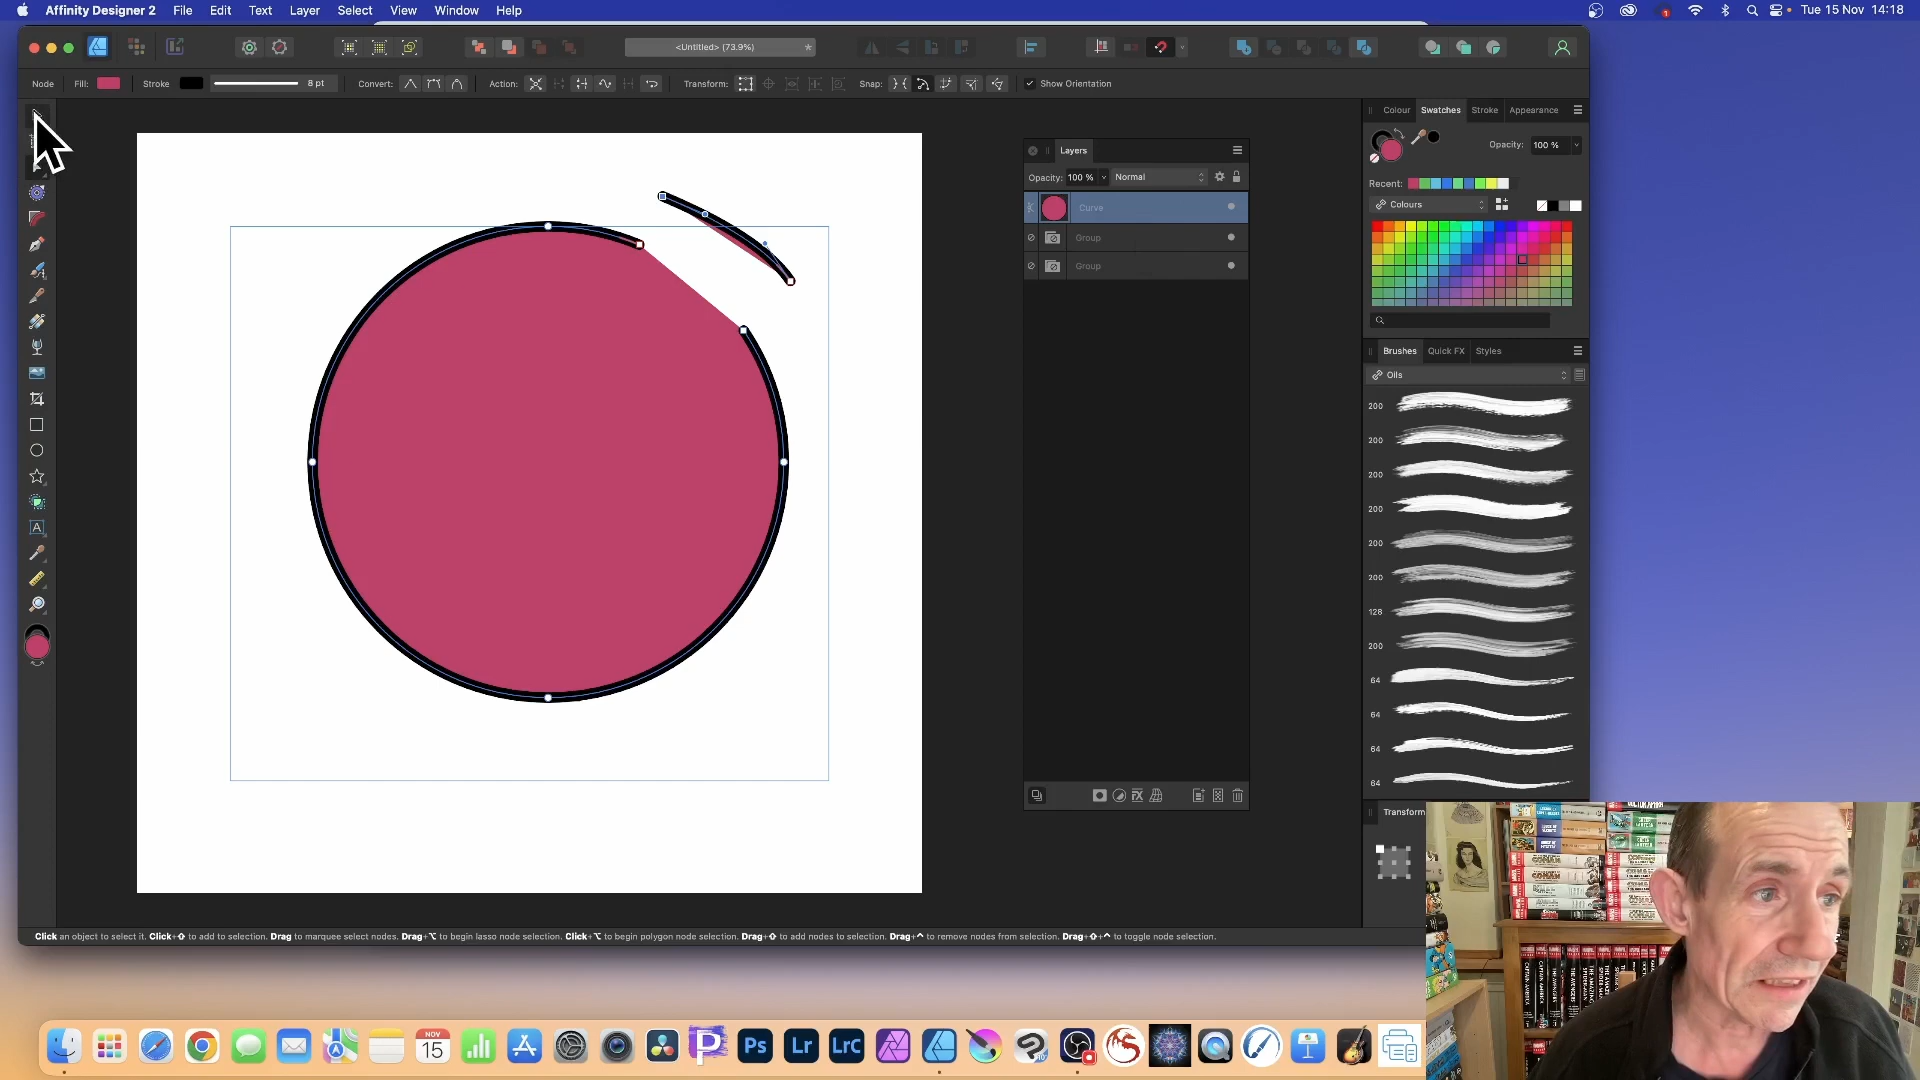 Affinity Designer 2 File Edit Text Layer Select View Window Help
Tue 15 Nov 14:18
<Untitled> (73.9%)
Node Fill: Stroke 8 pt Convert: Action: Transform: Snap: Show Orientation
Colour Swatches Stroke Appearance
Opacity: 100 %
Recent:
Colours
Layers
Opacity: 100 % Normal
Curve
Group
Group
Brushes Quick FX Styles
Oils
200
200
200
200
200
200
128
200
64
64
64
64
Transform
A
Click an object to select it. Click+⇧ to add to selection. Drag to marquee select nodes. Drag+⌥ to begin lasso node selection. Click+⌥ to begin polygon node selection. Drag+⇧ to add nodes to selection. Drag+⌃ to remove nodes from selection. Drag+⇧+⌃ to toggle node selection.
NOV
15
Ps
Lr
LrC